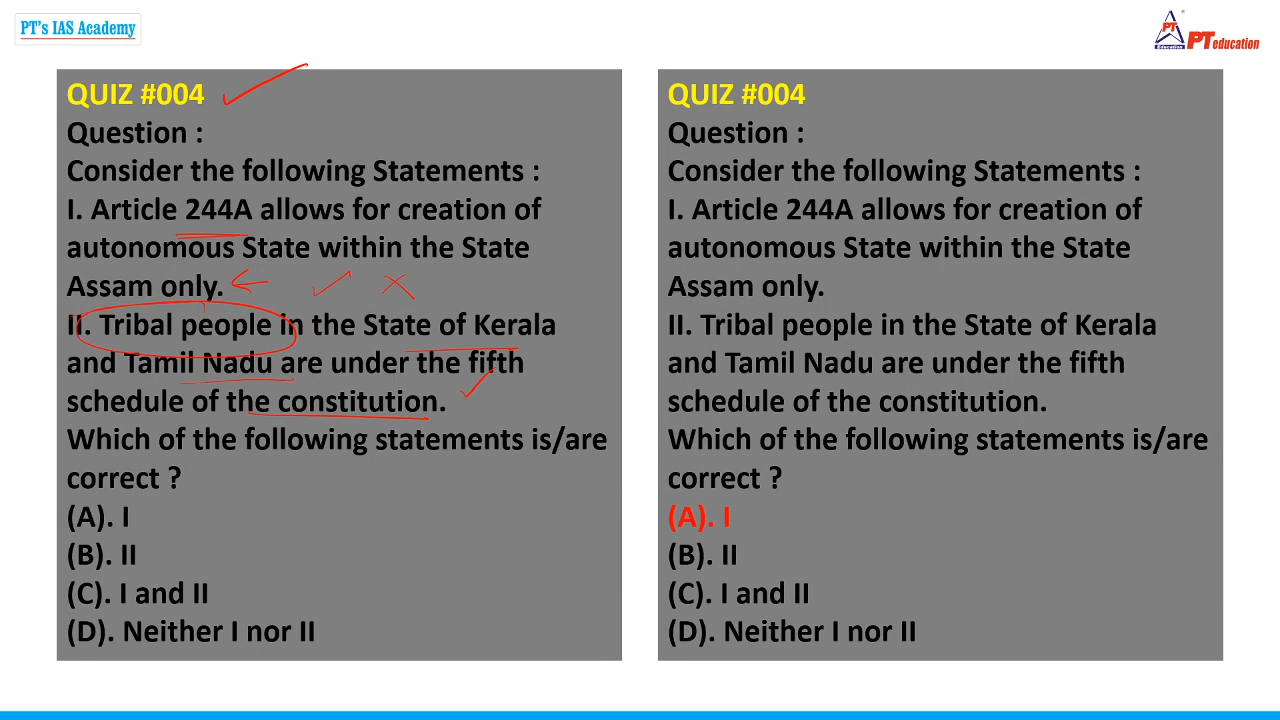 PT's IAS Academy
PT
Education
PT education
QUIZ #004
Question :
Consider the following Statements :
I. Article 244A allows for creation of
autonomous State within the State
Assam only.
II. Tribal people in the State of Kerala
and Tamil Nadu are under the fifth
schedule of the constitution.
Which of the following statements is/are
correct ?
(A). I
(B). II
(C). I and II
(D). Neither I nor II
QUIZ #004
Question :
Consider the following Statements :
I. Article 244A allows for creation of
autonomous State within the State
Assam only.
II. Tribal people in the State of Kerala
and Tamil Nadu are under the fifth
schedule of the constitution.
Which of the following statements is/are
correct ?
(A). I
(B). II
(C). I and II
(D). Neither I nor II